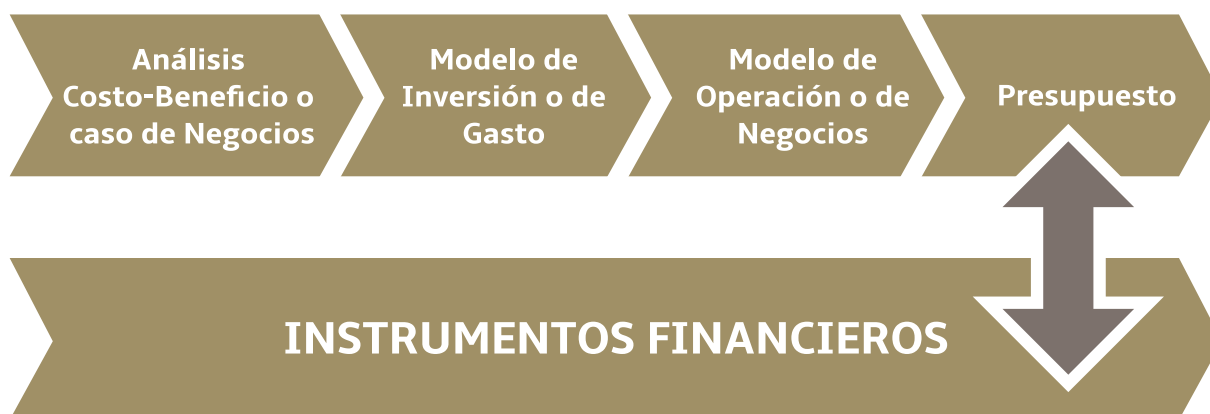 Análisis
Costo-Beneficio o
caso de Negocios
Modelo de
Inversión o de
Gasto
Modelo de
Operación o de
Negocios
Presupuesto
INSTRUMENTOS FINANCIEROS